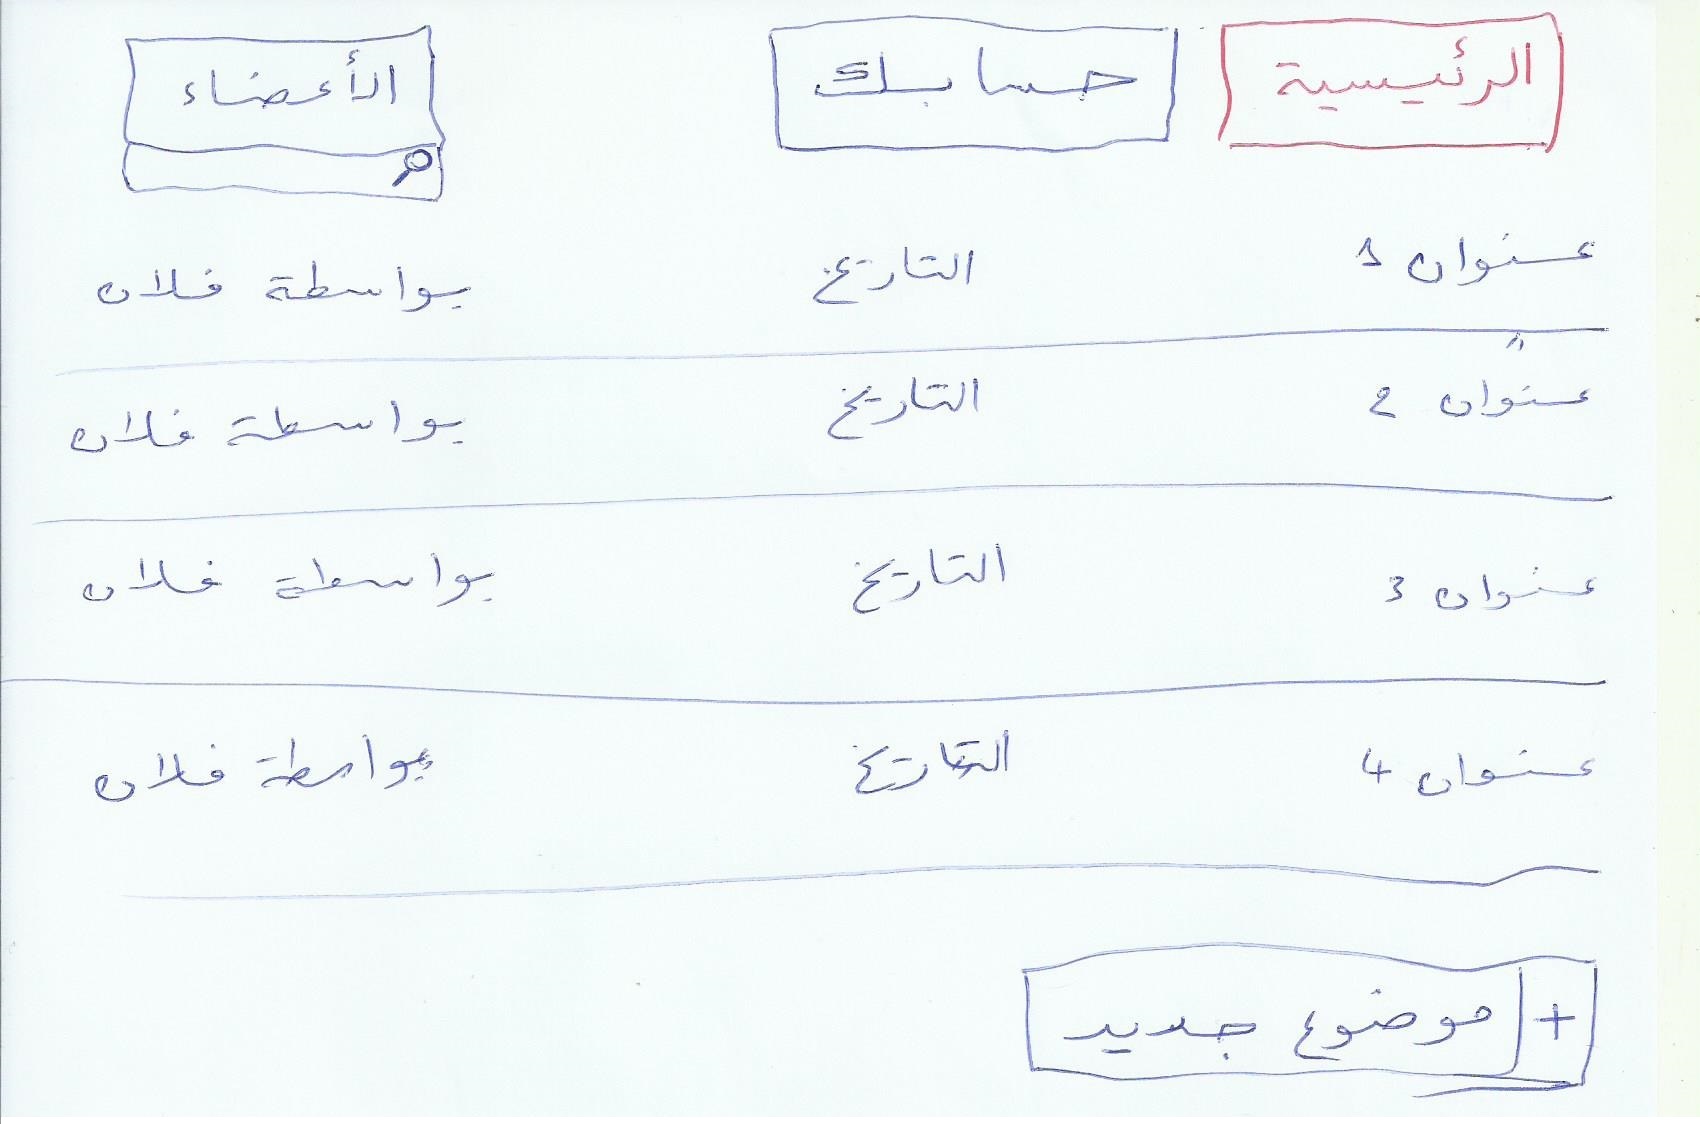 الرئيسية حسابك الأعضاء
عنوان 1 التاريخ بواسطة فلان
عنوان 2 التاريخ بواسطة فلان
عنوان 3 التاريخ بواسطة فلان
عنوان 4 التاريخ بواسطة فلان
+ موضوع جديد